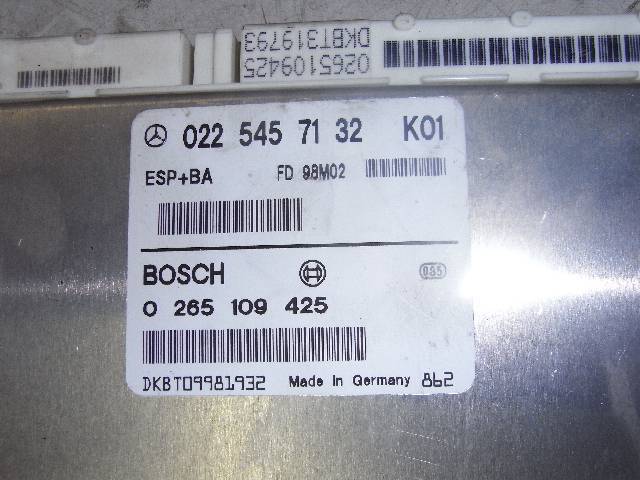 0265109425
DKBT319793
022 545 71 32 K01
ESP+BA FD 98M02
BOSCH 085
0 265 109 425
DKBT09981932 Made in Germany 862